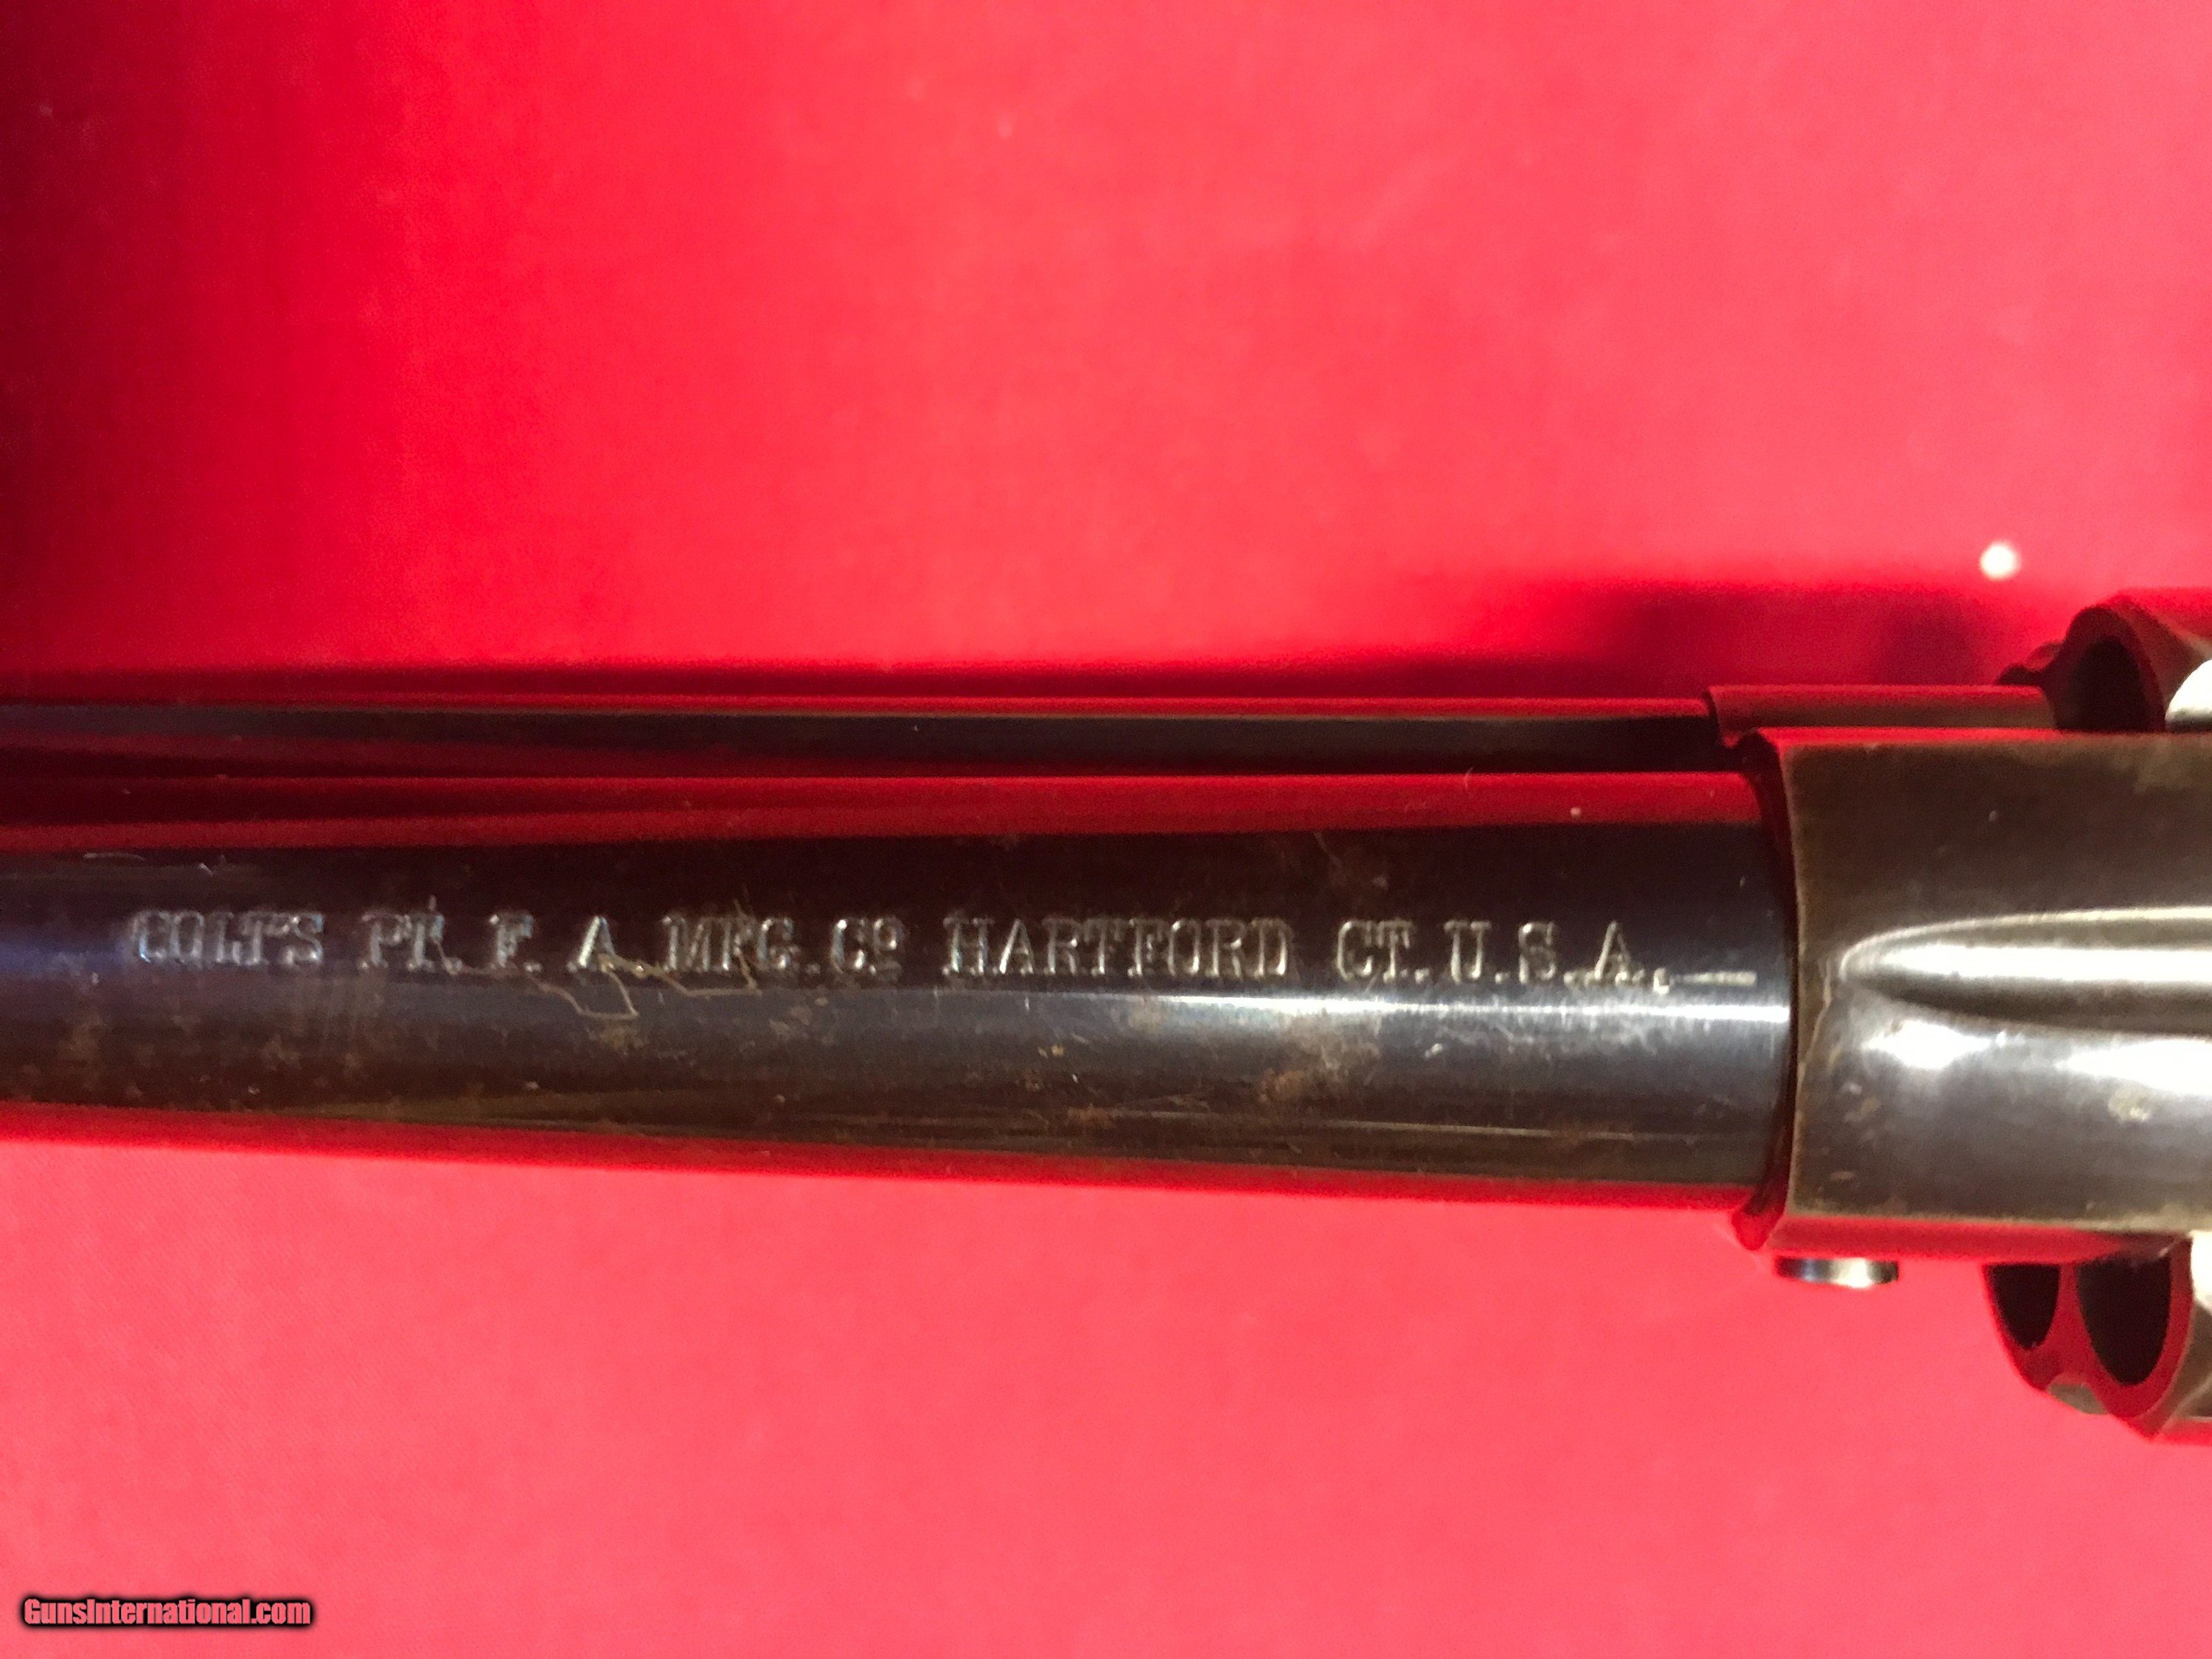 COLT'S PT. F. A. MFG. Co HARTFORD CT. U.S.A.
GunsInternational.com